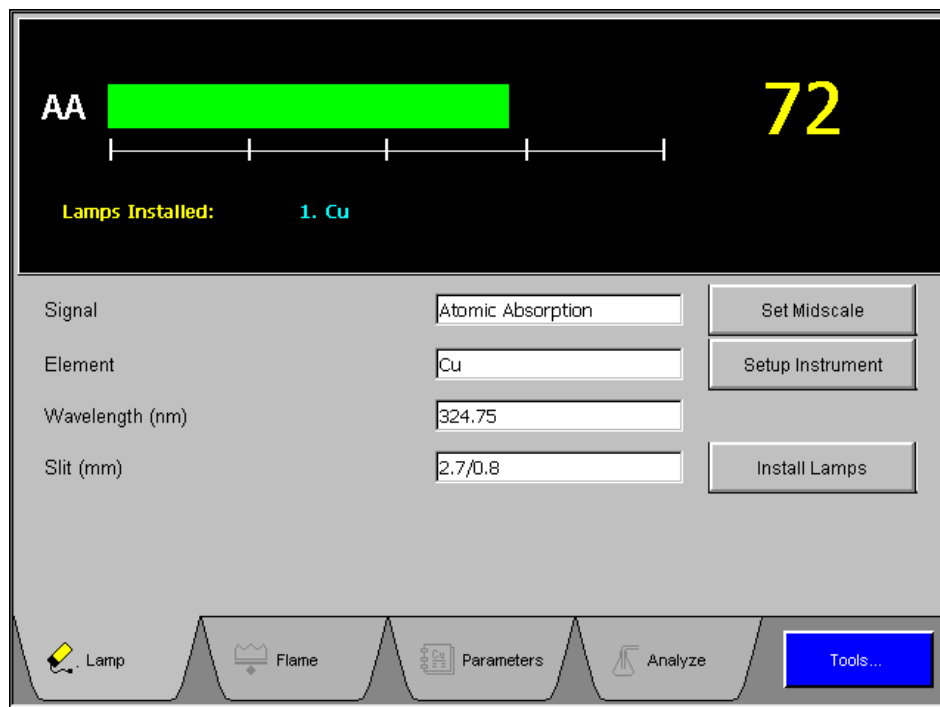 AA
72
Lamps Installed: 1. Cu
Signal Atomic Absorption Set Midscale
Element Cu Setup Instrument
Wavelength (nm) 324.75
Slit (mm) 2.7/0.8 Install Lamps
Lamp Flame Parameters Analyze Tools...